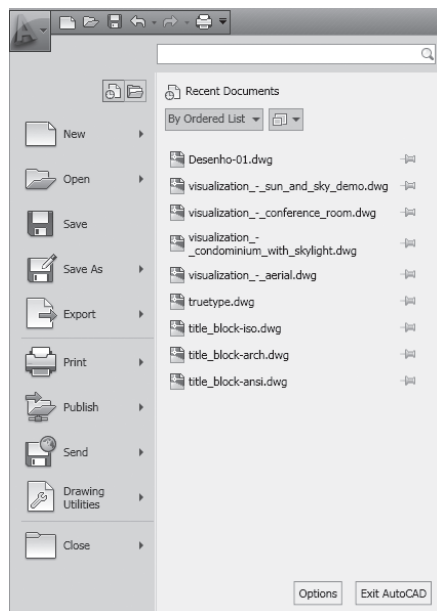 Recent Documents
By Ordered List
New
Open
Save
Save As
Export
Print
Publish
Send
Drawing
Utilities
Close
Desenho-01.dwg
visualization_-_sun_and_sky_demo.dwg
visualization_-_conference_room.dwg
visualization_-
_condominium_with_skylight.dwg
visualization_-_aerial.dwg
truetype.dwg
title_block-iso.dwg
title_block-arch.dwg
title_block-ansi.dwg
Options
Exit AutoCAD